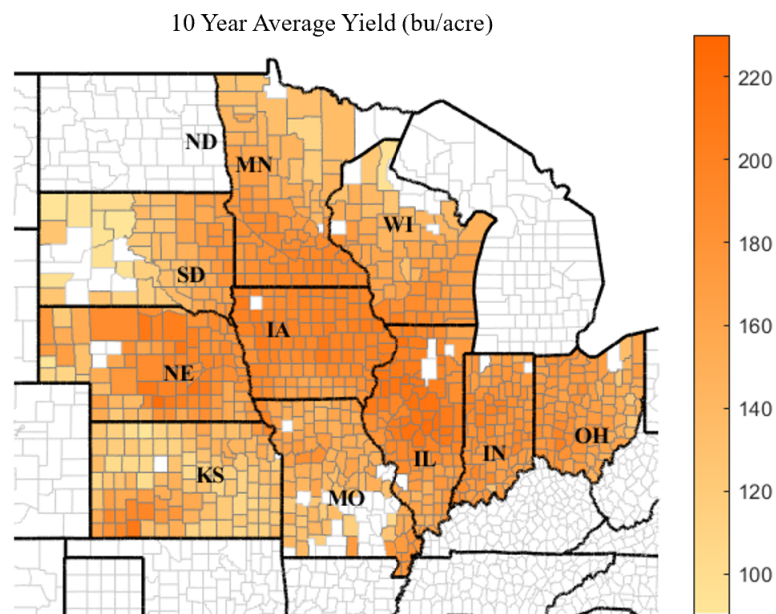 10 Year Average Yield (bu/acre)
220
ND
MN
200
WI
180
SD
IA
160
NE
140
OH
IN
IL
KS
120
MO
100